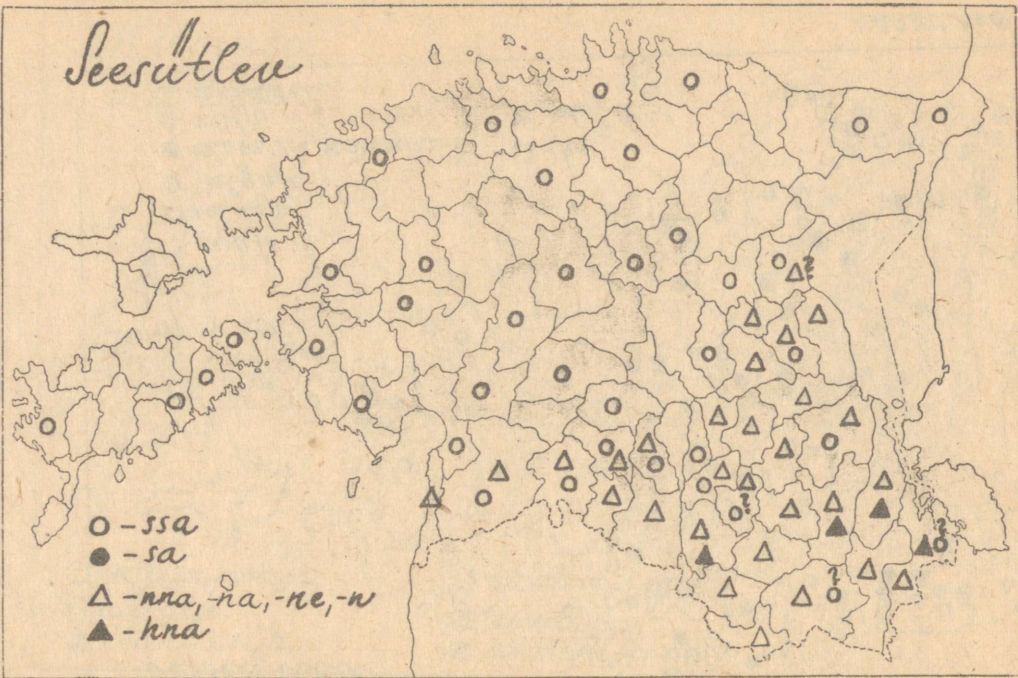 Seesütlev
○ -ssa
● -sa
△ -nna, -na, -ne, -n
▲ -hna
?
?
?
?